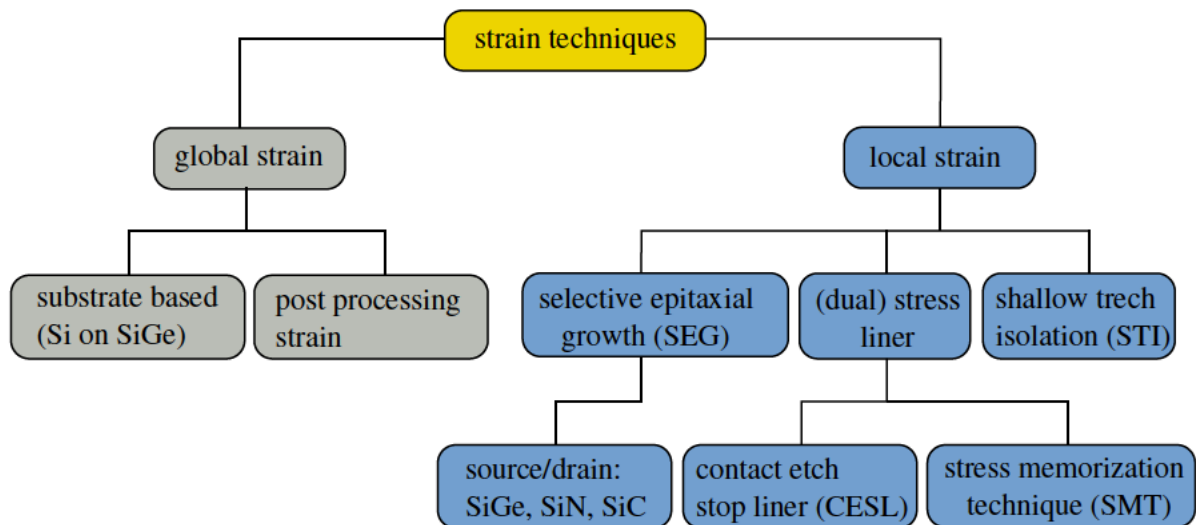 strain techniques
global strain
local strain
substrate based
(Si on SiGe)
post processing
strain
selective epitaxial
growth (SEG)
(dual) stress
liner
shallow trech
isolation (STI)
source/drain:
SiGe, SiN, SiC
contact etch
stop liner (CESL)
stress memorization
technique (SMT)